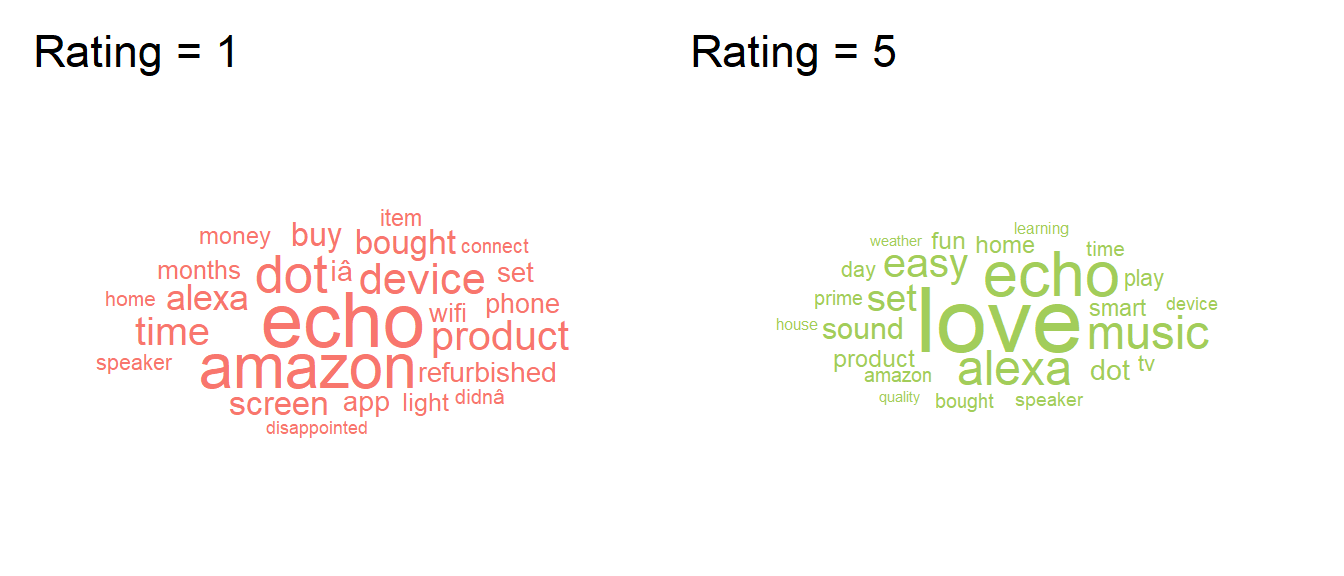 Rating = 1
item
money buy bought connect
months dot iâ device set
home alexa echo wifi phone
time product
speaker amazon refurbished
screen app light didnâ
disappointed
Rating = 5
learning
weather fun home time
day easy echo play
prime set love smart device
house sound music
product alexa dot tv
amazon
quality bought speaker